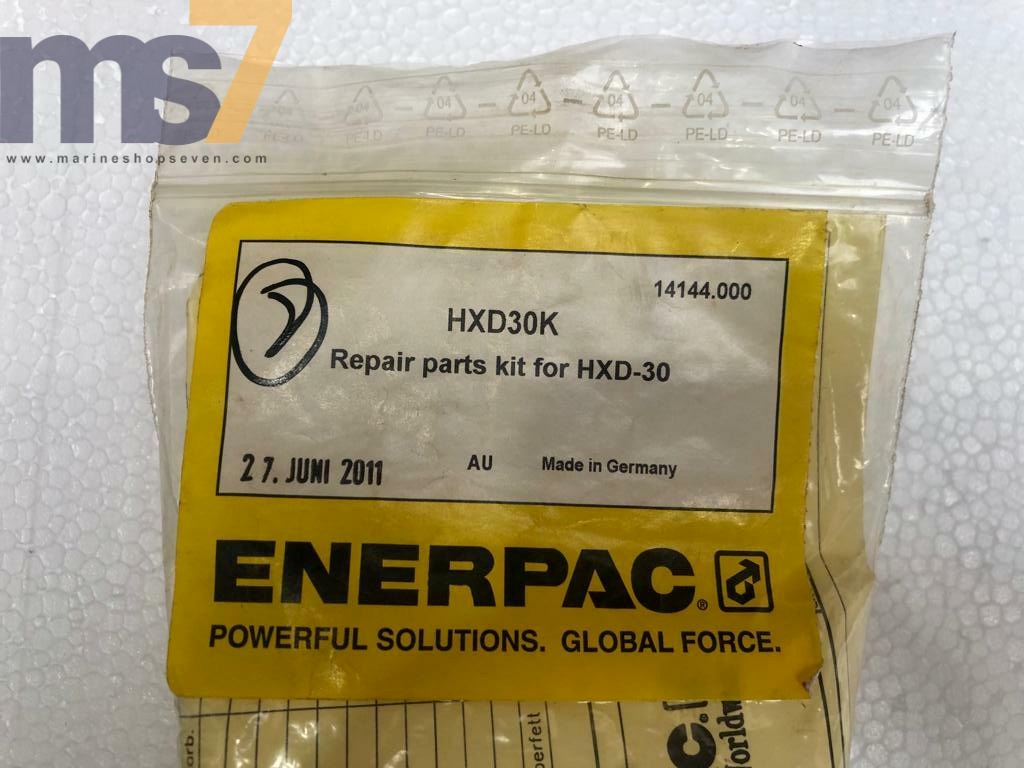 ms7
www.marineshopseven.com
04 04 04 04 04 04 04 04
PE-LD PE-LD PE-LD PE-LD PE-LD PE-LD PE-LD PE-LD
14144.000
7
HXD30K
Repair parts kit for HXD-30
27. JUNI 2011 AU Made in Germany
ENERPAC®
POWERFUL SOLUTIONS. GLOBAL FORCE.